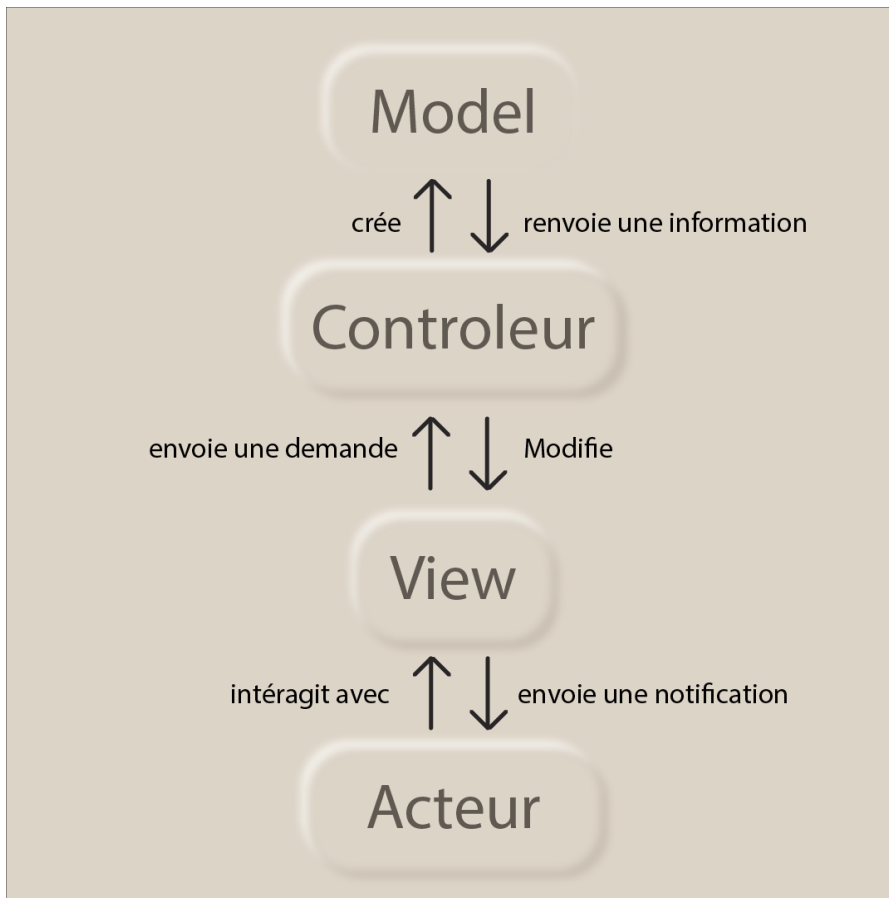 Model
crée
renvoie une information
Controleur
envoie une demande
Modifie
View
intéragit avec
envoie une notification
Acteur